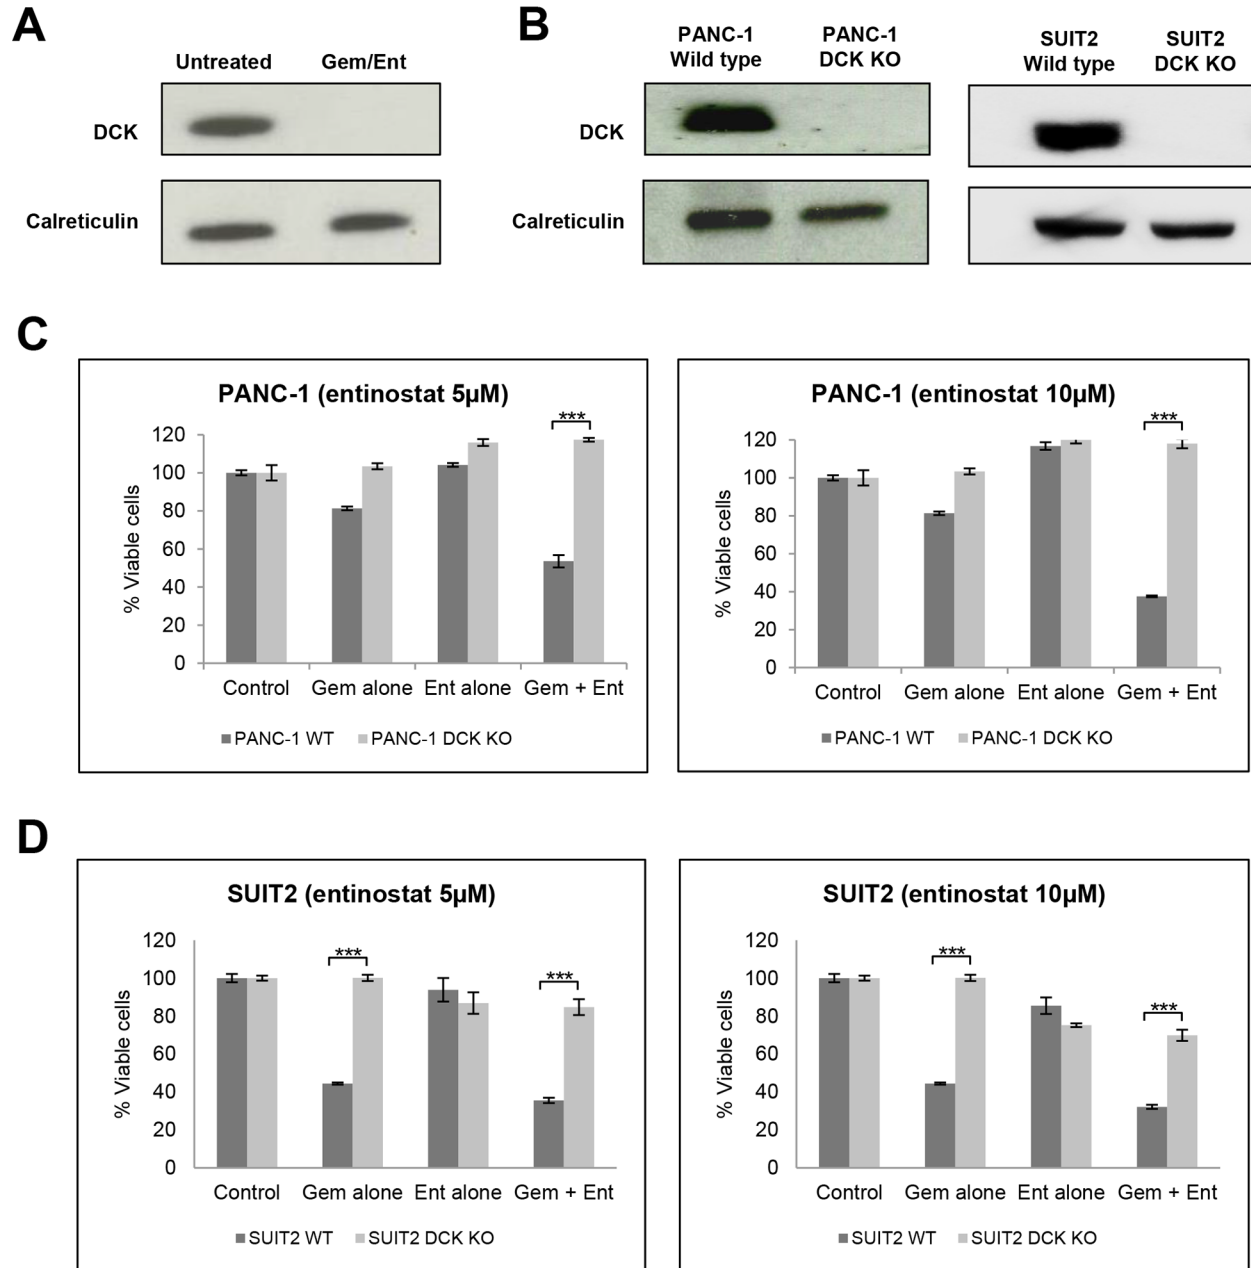 A
Untreated Gem/Ent
DCK
Calreticulin
B
PANC-1 PANC-1
Wild type DCK KO
SUIT2 SUIT2
Wild type DCK KO
DCK
Calreticulin
C
PANC-1 (entinostat 5µM)
***
120
100
80
60
40
20
0
% Viable cells
Control Gem alone Ent alone Gem + Ent
PANC-1 WT PANC-1 DCK KO
PANC-1 (entinostat 10µM)
***
120
100
80
60
40
20
0
% Viable cells
Control Gem alone Ent alone Gem + Ent
PANC-1 WT PANC-1 DCK KO
D
SUIT2 (entinostat 5µM)
*** ***
120
100
80
60
40
20
0
% Viable cells
Control Gem alone Ent alone Gem + Ent
SUIT2 WT SUIT2 DCK KO
SUIT2 (entinostat 10µM)
*** ***
120
100
80
60
40
20
0
% Viable cells
Control Gem alone Ent alone Gem + Ent
SUIT2 WT SUIT2 DCK KO